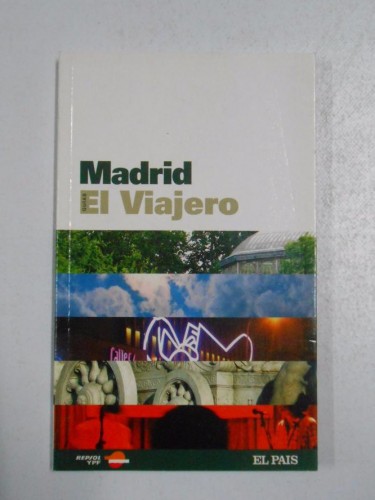 Madrid
El Viajero
REPSOL
YPF
EL PAIS